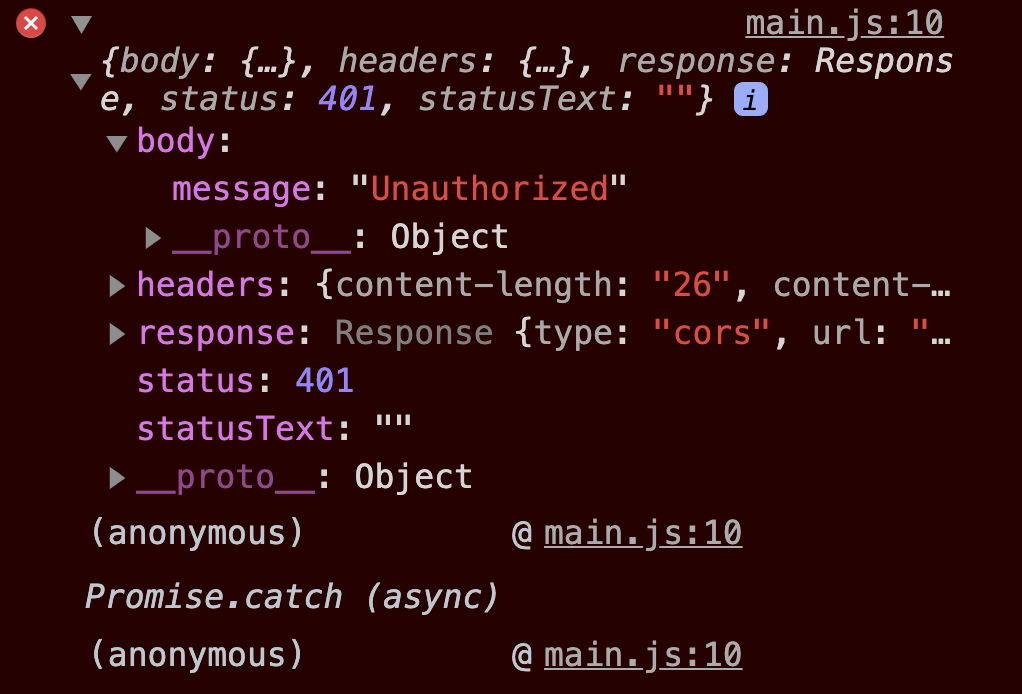 main.js:10
{body: {…}, headers: {…}, response: Respons
e, status: 401, statusText: ""} i
body:
message: "Unauthorized"
__proto__: Object
headers: {content-length: "26", content-…
response: Response {type: "cors", url: "…
status: 401
statusText: ""
__proto__: Object
(anonymous) @ main.js:10
Promise.catch (async)
(anonymous) @ main.js:10